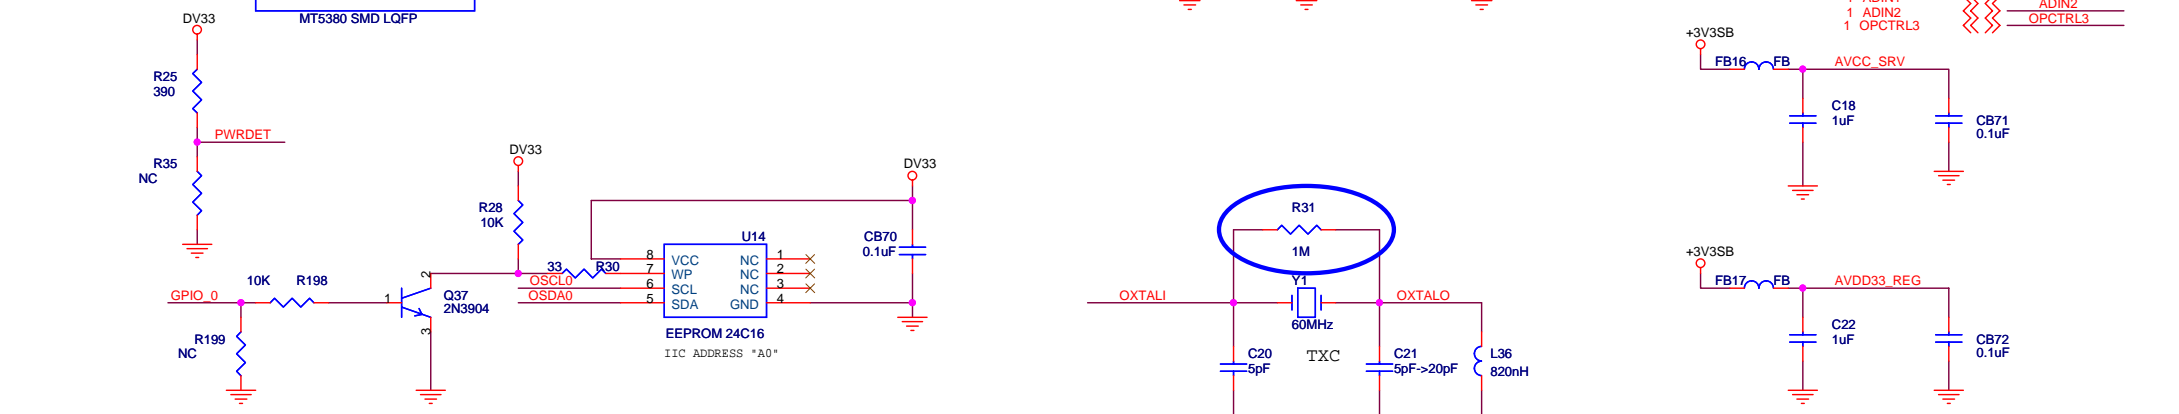 MT5380 SMD LQFP
DV33
R25
390
PWRDET
R35
NC
DV33
R28
10K
DV33
U14
CB70
0.1uF
8 VCC
7 WP
6 SCL
5 SDA
NC 1
NC 2
NC 3
GND 4
33 R30
OSCL0
OSDA0
EEPROM 24C16
IIC ADDRESS "A0"
GPIO_0
10K R198
R199
NC
1
2
3
Q37
2N3904
R31
1M
OXTALI
Y1
OXTALO
60MHz
TXC
C20
5pF
C21
5pF->20pF
L36
820nH
1 ADIN2
1 OPCTRL3
ADIN2
OPCTRL3
+3V3SB
FB16 FB
AVCC_SRV
C18
1uF
CB71
0.1uF
+3V3SB
FB17 FB
AVDD33_REG
C22
1uF
CB72
0.1uF